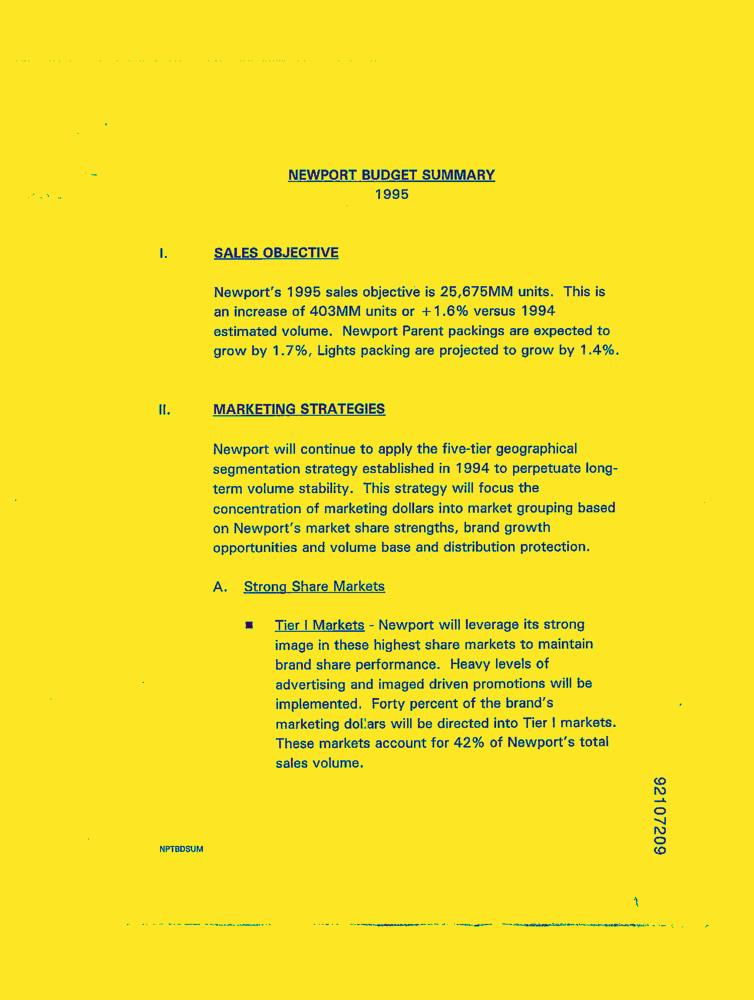 NEWPORT BUDGET SUMMARY
1995
I. SALES OBJECTIVE
Newport's 1995 sales objective is 25,675MM units. This is
an increase of 403MM units or +1.6% versus 1994
estimated volume. Newport Parent packings are expected to
grow by 1.7%, Lights packing are projected to grow by 1.4%.
II. MARKETING STRATEGIES
Newport will continue to apply the five-tier geographical
segmentation strategy established in 1994 to perpetuate long-
term volume stability. This strategy will focus the
concentration of marketing dollars into market grouping based
on Newport's market share strengths, brand growth
opportunities and volume base and distribution protection.
A. Strong Share Markets
■ Tier I Markets - Newport will leverage its strong
image in these highest share markets to maintain
brand share performance. Heavy levels of
advertising and imaged driven promotions will be
implemented. Forty percent of the brand's
marketing dollars will be directed into Tier I markets.
These markets account for 42% of Newport's total
sales volume.
92107209
NPTBDSUM